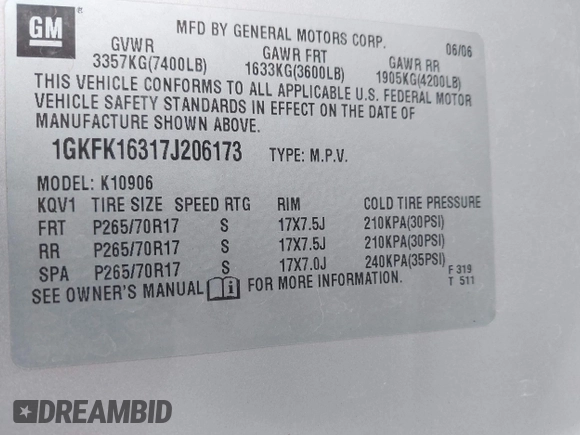 GM
MFD BY GENERAL MOTORS CORP. 06/06
GVWR GAWR FRT GAWR RR
3357KG(7400LB) 1633KG(3600LB) 1905KG(4200LB)
THIS VEHICLE CONFORMS TO ALL APPLICABLE U.S. FEDERAL MOTOR
VEHICLE SAFETY STANDARDS IN EFFECT ON THE DATE OF
MANUFACTURE SHOWN ABOVE.
1GKFK16317J206173 TYPE: M.P.V.
MODEL: K10906
KQV1 TIRE SIZE SPEED RTG RIM COLD TIRE PRESSURE
FRT P265/70R17 S 17X7.5J 210KPA(30PSI)
RR P265/70R17 S 17X7.5J 210KPA(30PSI)
SPA P265/70R17 S 17X7.0J 240KPA(35PSI) F 319
SEE OWNER'S MANUAL i FOR MORE INFORMATION. T 511
DREAMBID